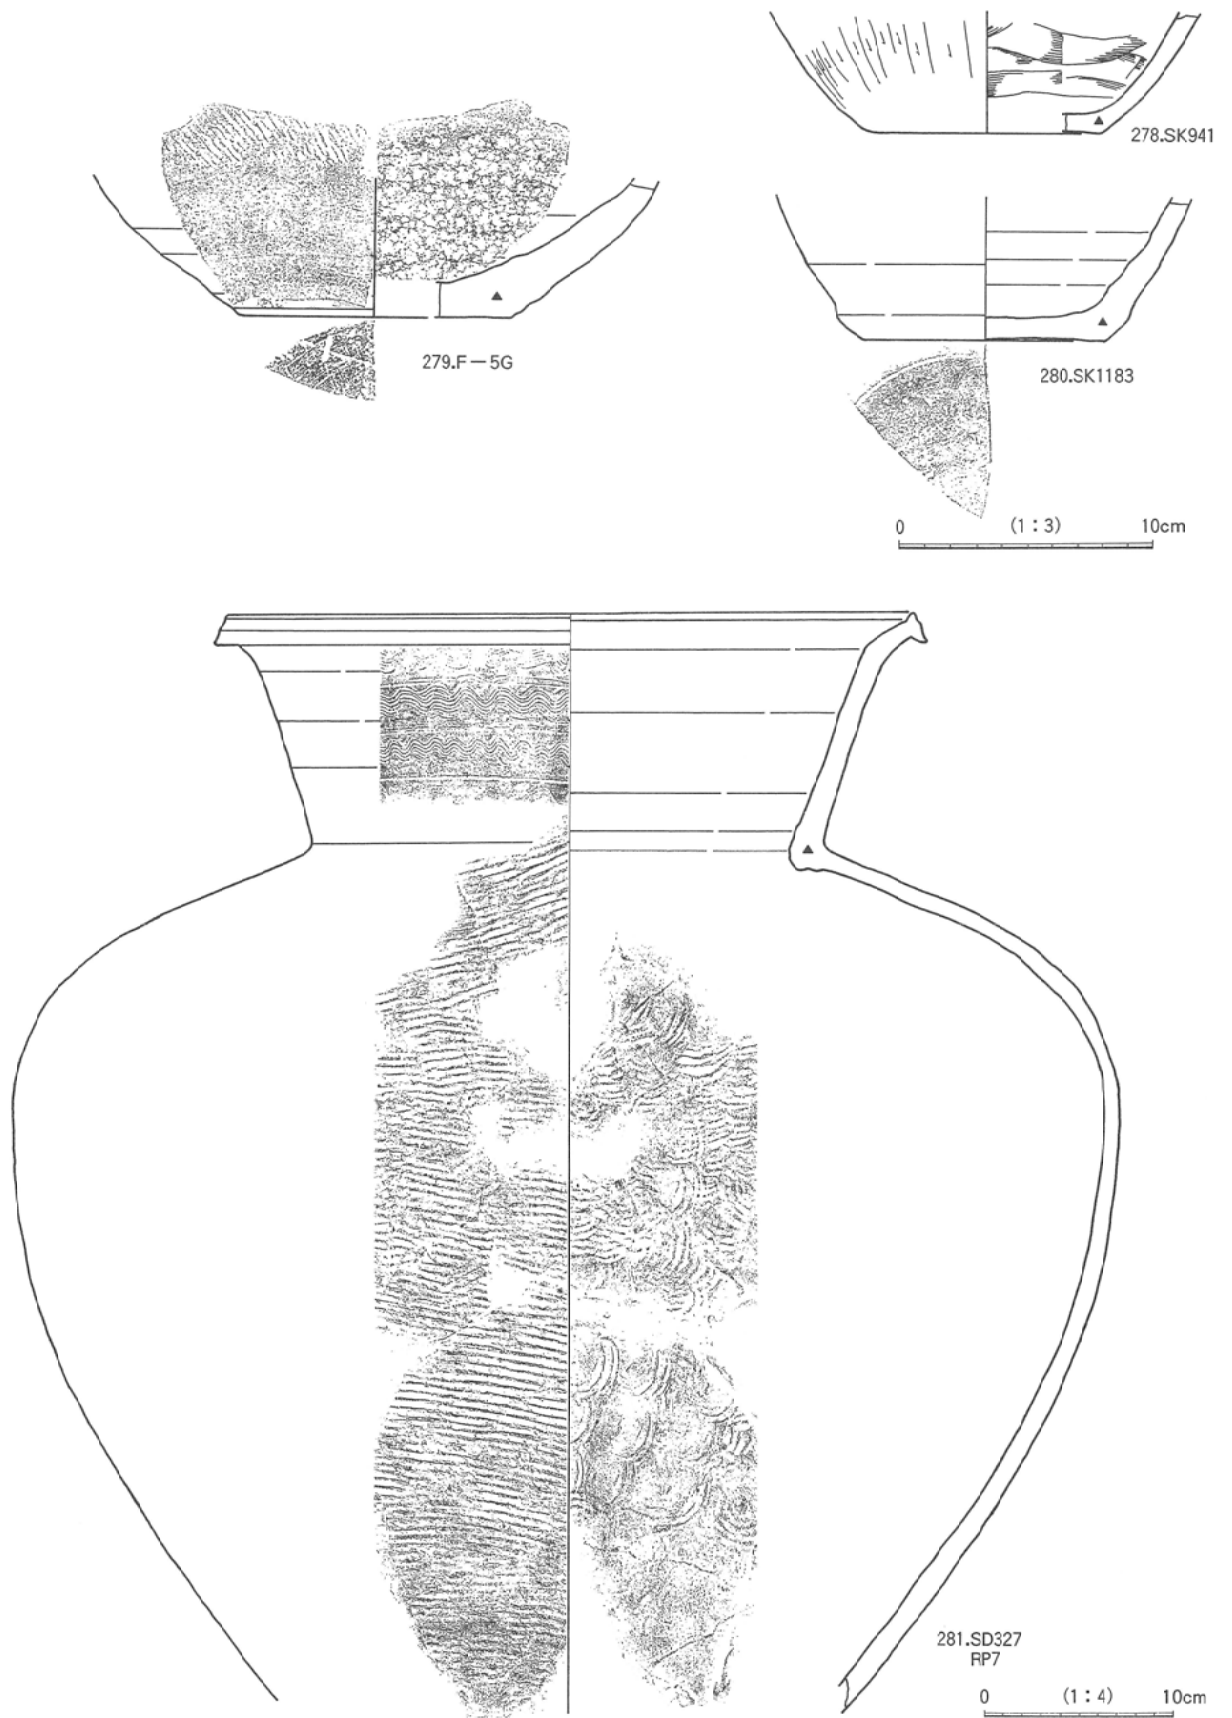 278.SK941
279.F－5G
280.SK1183
0 (1：3) 10cm
281.SD327
RP7
0 (1：4) 10cm